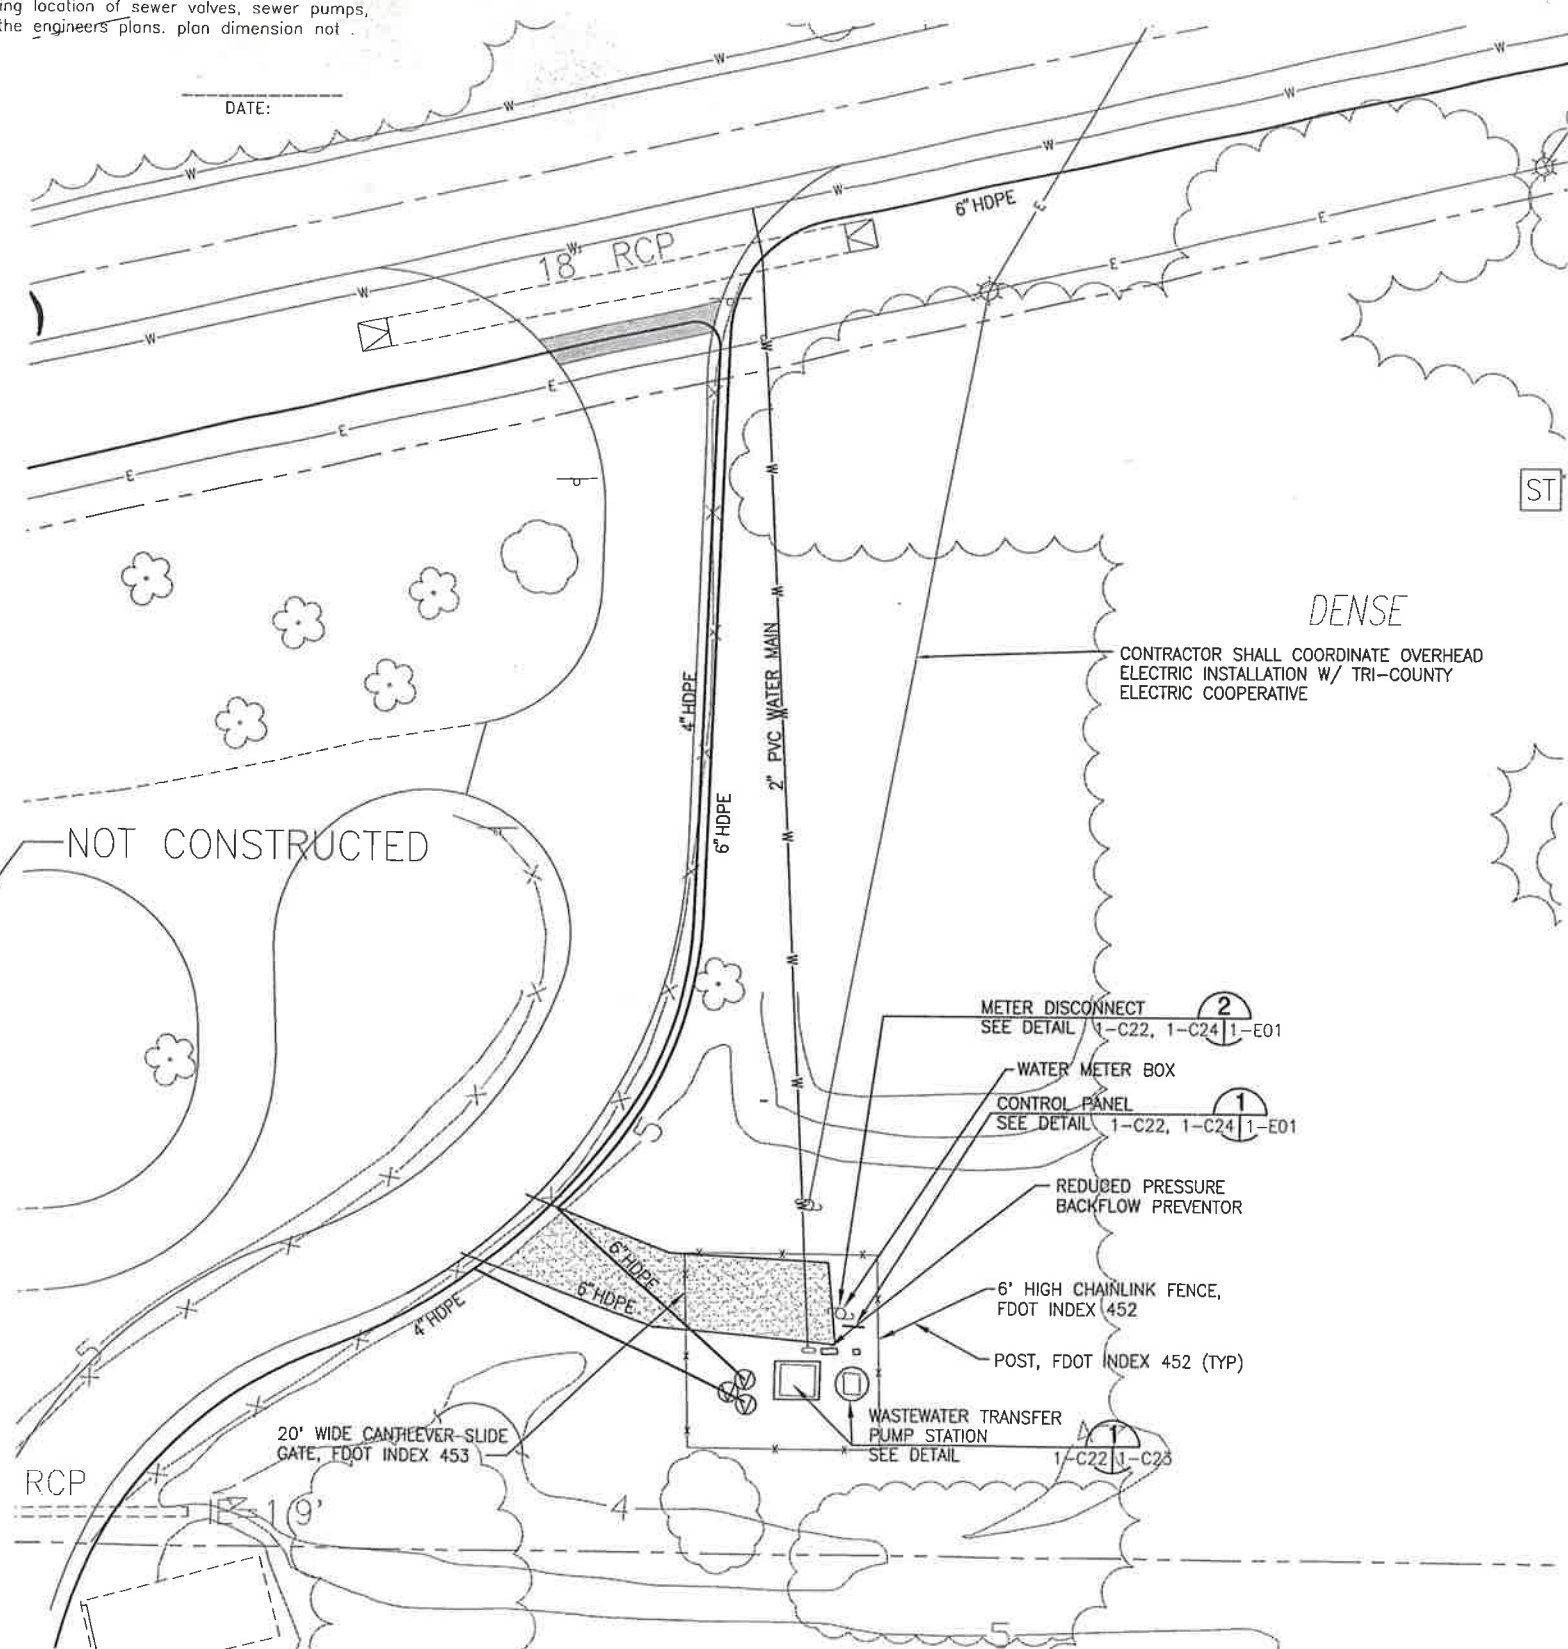 ing location of sewer valves, sewer pumps,
the engineers plans. plan dimension not .
DATE:
W
W
W
W
W
W
W
W
W
W
W
18" RCP
6" HDPE
E
E
E
E
E
E
ST
DENSE
CONTRACTOR SHALL COORDINATE OVERHEAD
ELECTRIC INSTALLATION W/ TRI-COUNTY
ELECTRIC COOPERATIVE
4" HDPE
6" HDPE
2" PVC WATER MAIN
NOT CONSTRUCTED
METER DISCONNECT
SEE DETAIL 1-C22, 1-C24
2
1-E01
WATER METER BOX
CONTROL PANEL
SEE DETAIL 1-C22, 1-C24
1
1-E01
REDUCED PRESSURE
BACKFLOW PREVENTOR
5
6" HDPE
6" HDPE
4" HDPE
6' HIGH CHAINLINK FENCE,
FDOT INDEX 452
POST, FDOT INDEX 452 (TYP)
5
20' WIDE CANTILEVER SLIDE
GATE, FDOT INDEX 453
WASTEWATER TRANSFER
PUMP STATION
SEE DETAIL
1
1-C22
1-C23
RCP
4
5